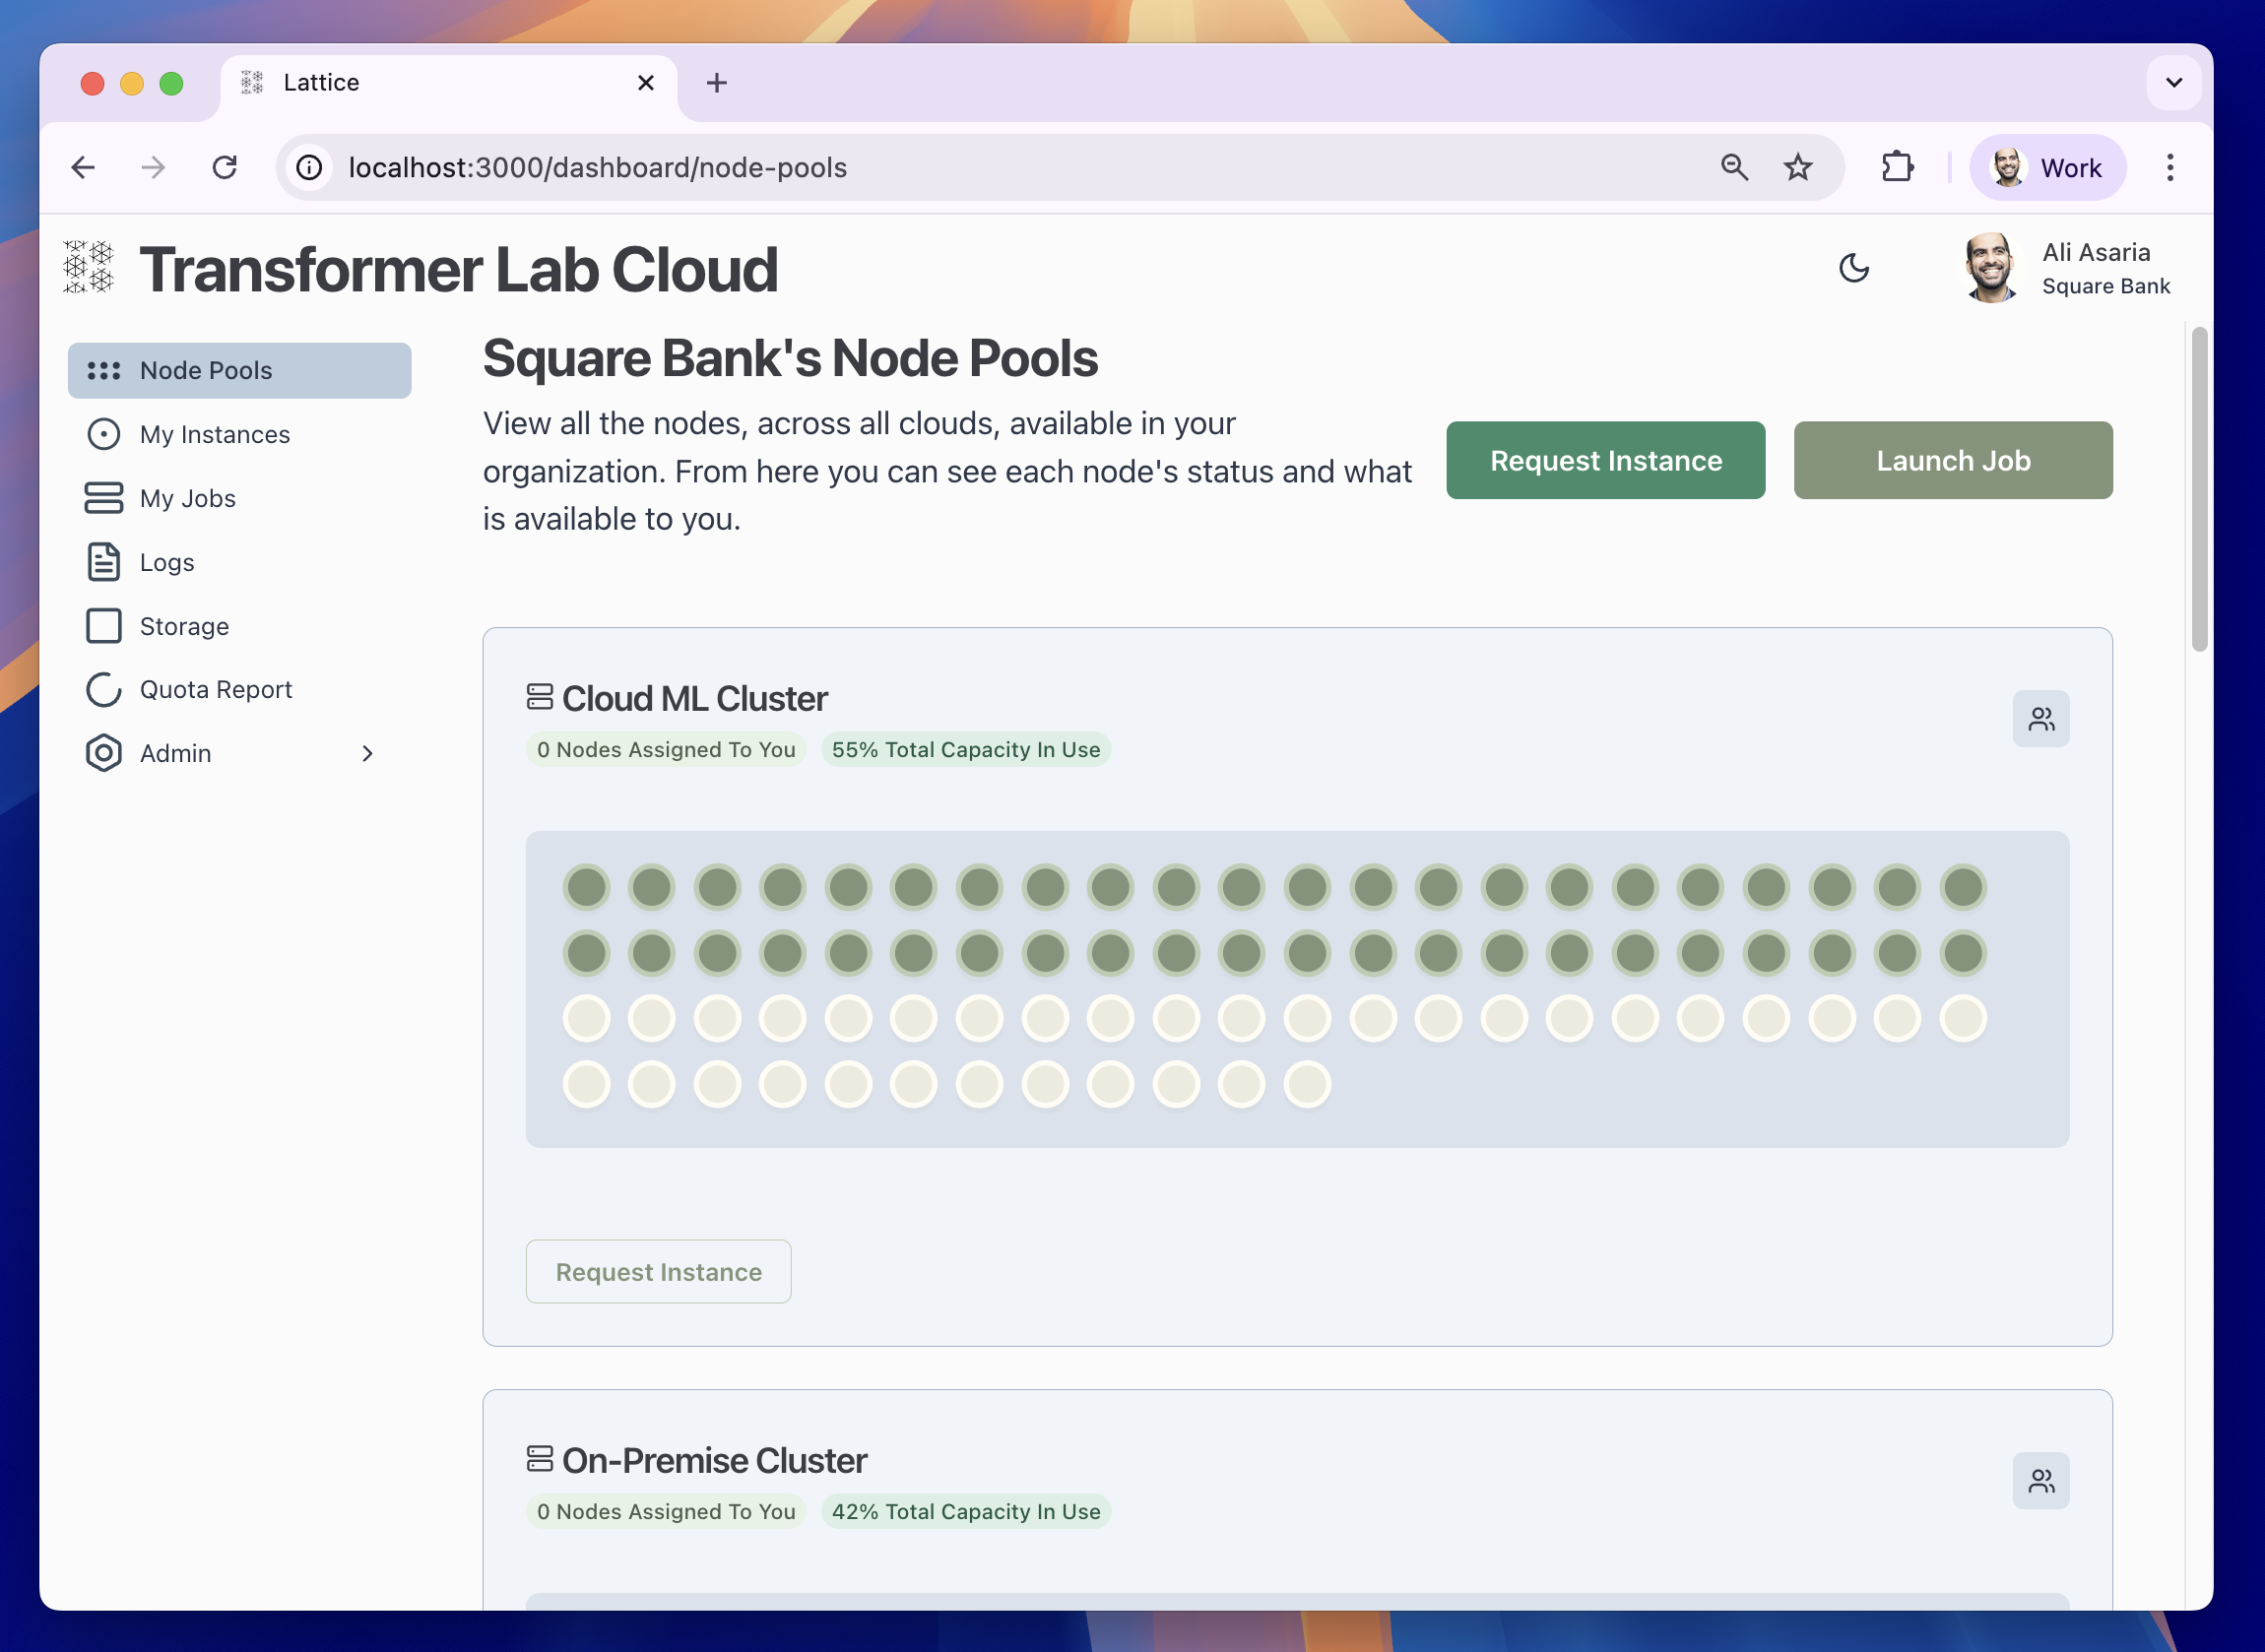 Lattice
localhost:3000/dashboard/node-pools
Work
Transformer Lab Cloud
Ali Asaria
Square Bank
Node Pools
My Instances
My Jobs
Logs
Storage
Quota Report
Admin
Square Bank's Node Pools
View all the nodes, across all clouds, available in your
organization. From here you can see each node's status and what
is available to you.
Request Instance
Launch Job
Cloud ML Cluster
0 Nodes Assigned To You
55% Total Capacity In Use
Request Instance
On-Premise Cluster
0 Nodes Assigned To You
42% Total Capacity In Use